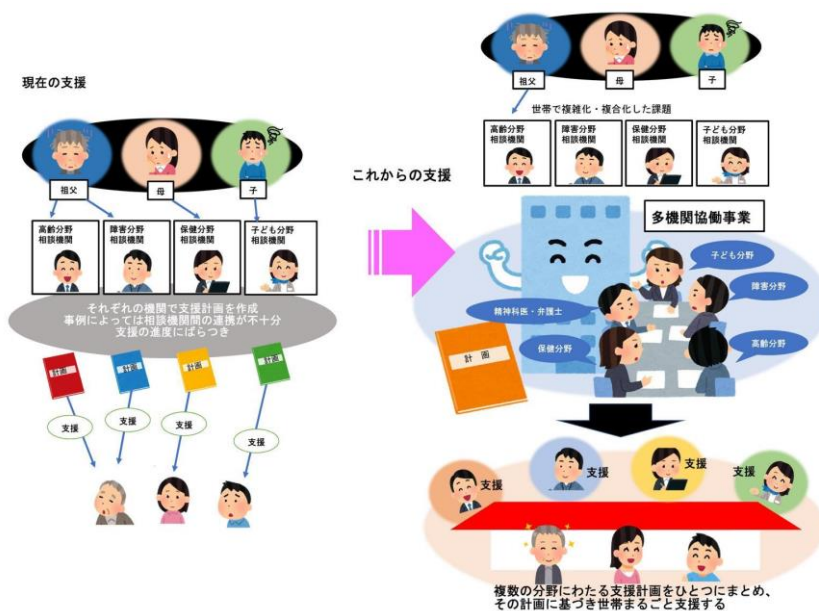 現在の支援
祖父
母
子
高齢分野
相談機関
障害分野
相談機関
保健分野
相談機関
子ども分野
相談機関
それぞれの機関で支援計画を作成
事例によっては相談機関間の連携が不十分
支援の進度にばらつき
計画
計画
計画
計画
支援
支援
支援
支援
これからの支援
祖父
母
子
世帯で複雑化・複合化した課題
高齢分野
相談機関
障害分野
相談機関
保健分野
相談機関
子ども分野
相談機関
多機関協働事業
子ども分野
障害分野
精神科医・弁護士
保健分野
高齢分野
計画
支援
支援
支援
支援
複数の分野にわたる支援計画をひとつにまとめ、
その計画に基づき世帯まるごと支援する